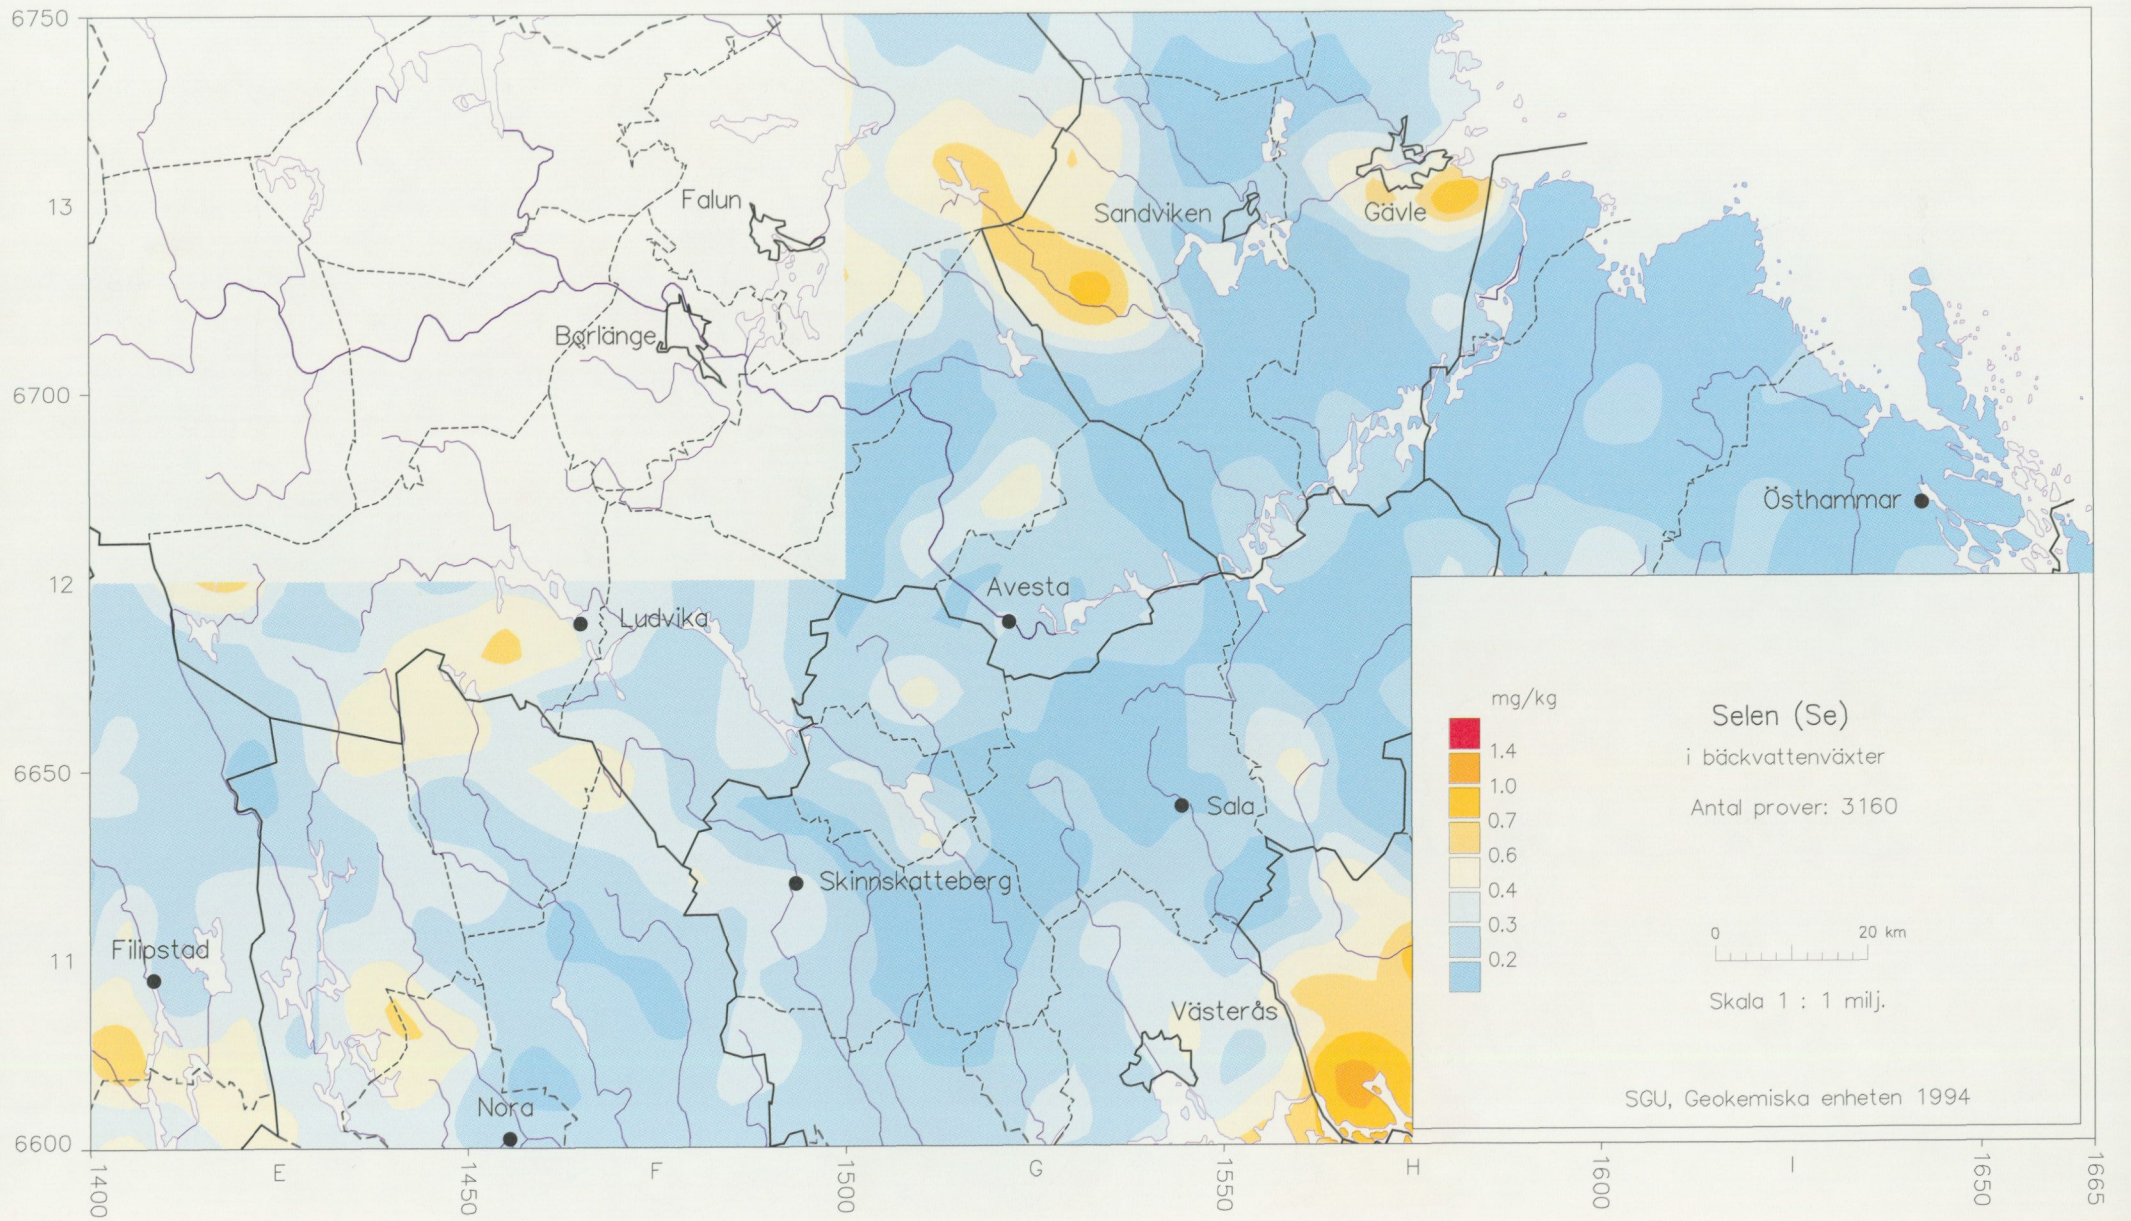 6750
13
6700
12
6650
11
6600
1400
E
1450
F
1500
G
1550
H
1600
I
1650
1665
Falun
Sandviken
Gävle
Borlänge
Östhammar
Avesta
Ludvika
Sala
Skinnskatteberg
Filipstad
Västerås
Nora
mg/kg
1.4
1.0
0.7
0.6
0.4
0.3
0.2
Selen (Se)
i bäckvattenväxter
Antal prover: 3160
0 20 km
Skala 1 : 1 milj.
SGU, Geokemiska enheten 1994